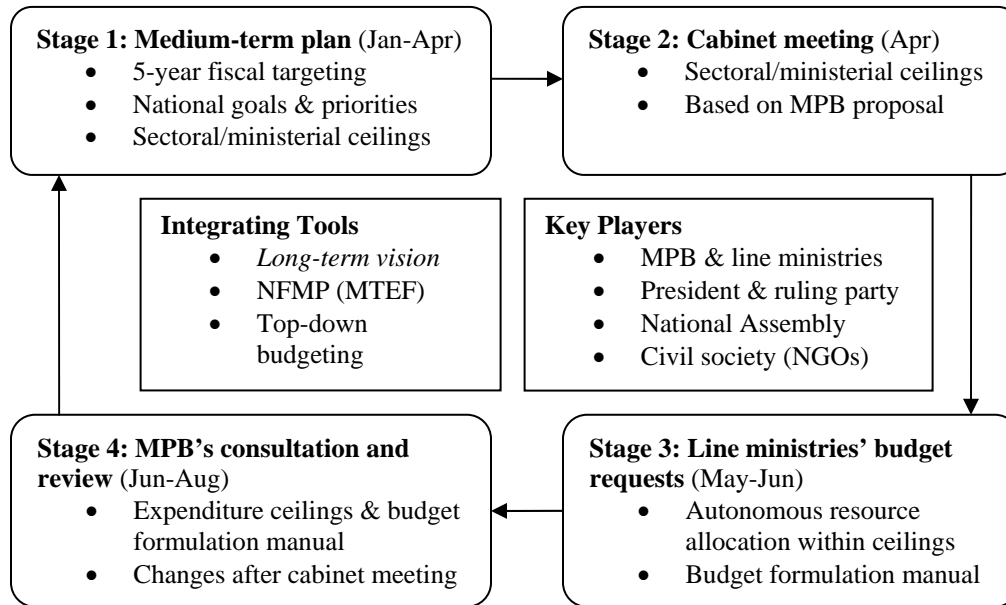 Stage 1: Medium-term plan (Jan-Apr)
• 5-year fiscal targeting
• National goals & priorities
• Sectoral/ministerial ceilings
Stage 2: Cabinet meeting (Apr)
• Sectoral/ministerial ceilings
• Based on MPB proposal
Integrating Tools
• Long-term vision
• NFMP (MTEF)
• Top-down
budgeting
Key Players
• MPB & line ministries
• President & ruling party
• National Assembly
• Civil society (NGOs)
Stage 4: MPB’s consultation and
review (Jun-Aug)
• Expenditure ceilings & budget
formulation manual
• Changes after cabinet meeting
Stage 3: Line ministries’ budget
requests (May-Jun)
• Autonomous resource
allocation within ceilings
• Budget formulation manual